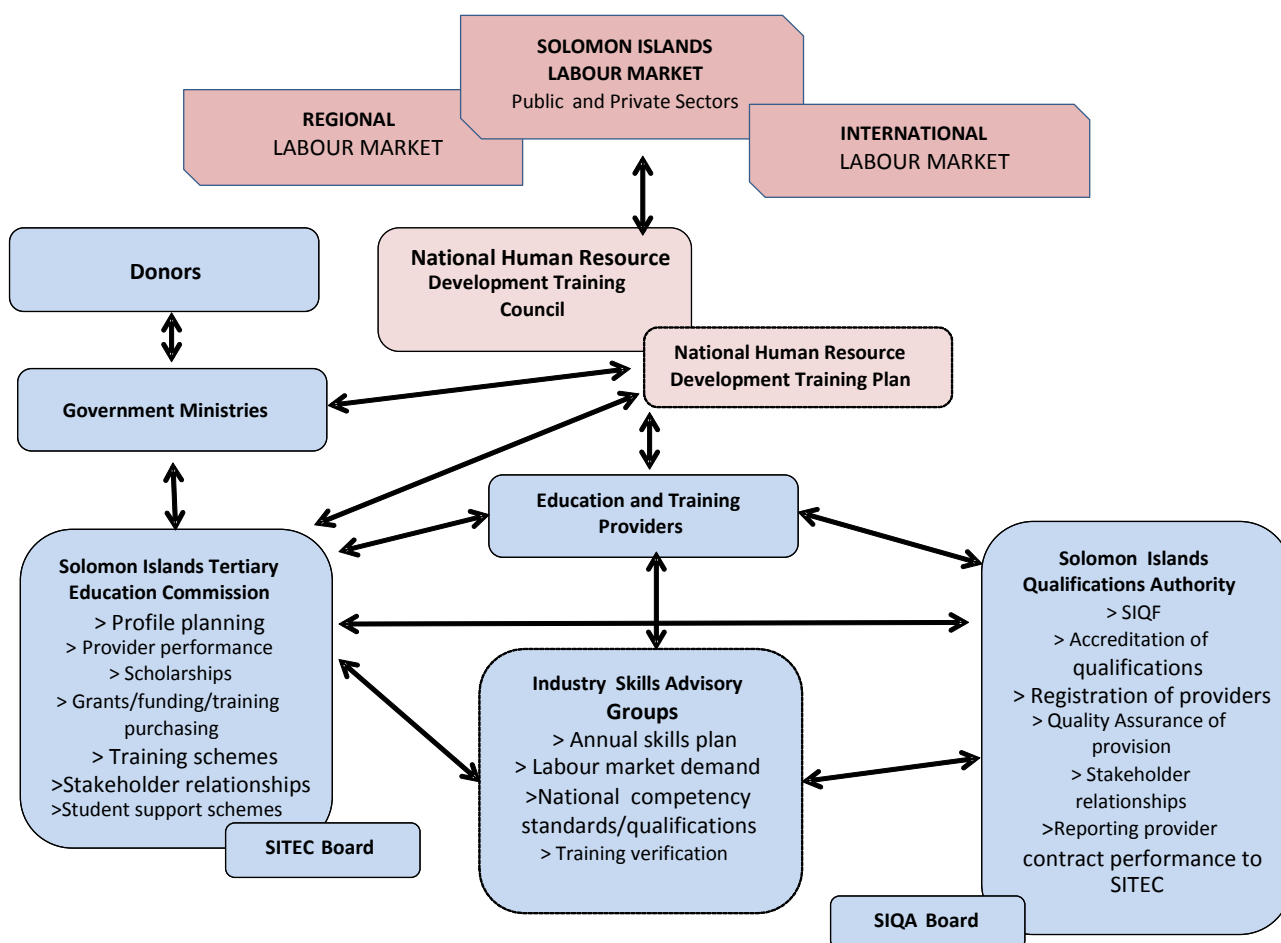 SOLOMON ISLANDS
LABOUR MARKET
Public and Private Sectors
REGIONAL
LABOUR MARKET
INTERNATIONAL
LABOUR MARKET
Donors
National Human Resource
Development Training
Council
National Human Resource
Development Training Plan
Government Ministries
Education and Training
Providers
Solomon Islands Tertiary
Education Commission
> Profile planning
> Provider performance
> Scholarships
> Grants/funding/training
purchasing
> Training schemes
>Stakeholder relationships
>Student support schemes
SITEC Board
Industry Skills Advisory
Groups
> Annual skills plan
> Labour market demand
>National competency
standards/qualifications
> Training verification
Solomon Islands
Qualifications Authority
> SIQF
> Accreditation of
qualifications
> Registration of providers
> Quality Assurance of
provision
> Stakeholder
relationships
>Reporting provider
contract performance to
SITEC
SIQA Board